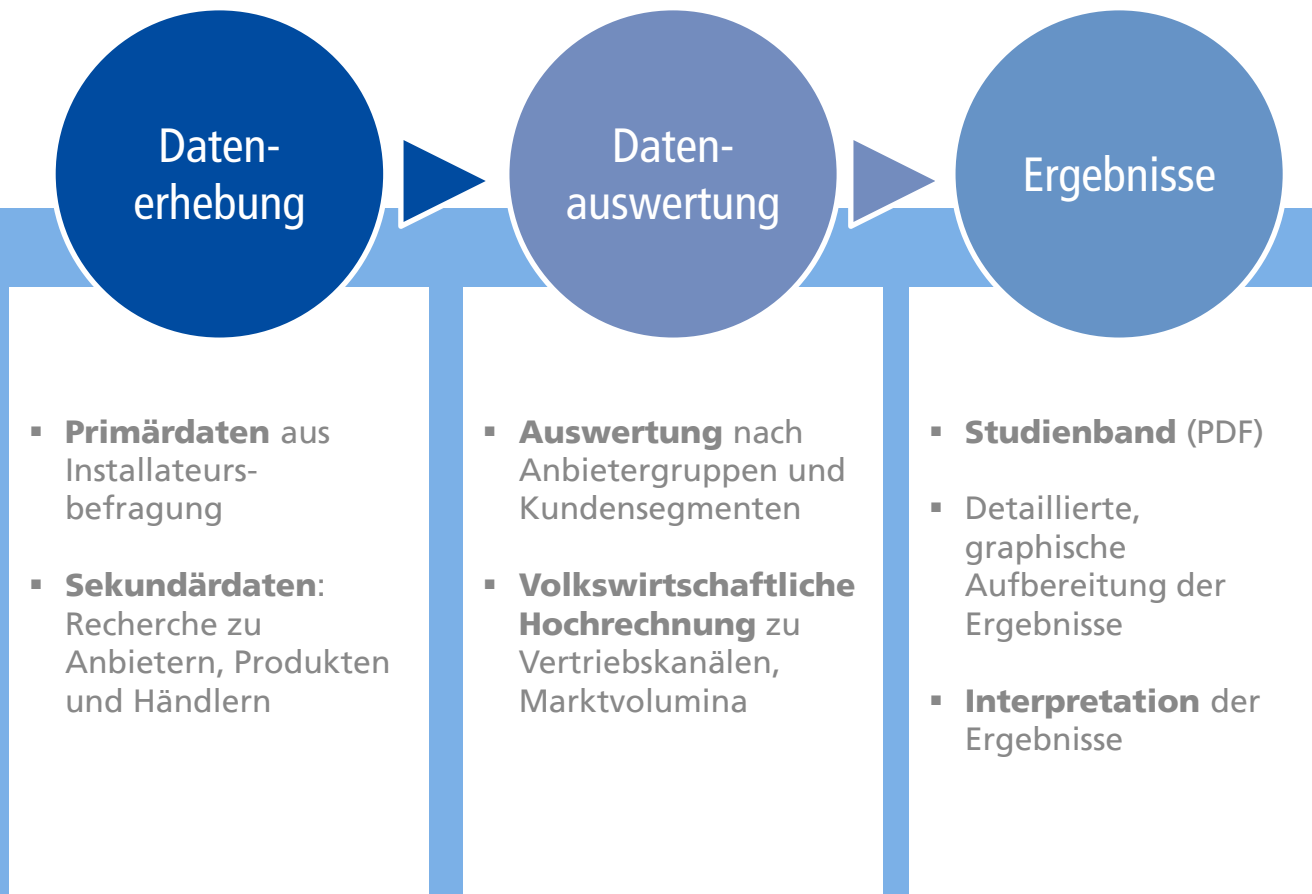 Daten-
erhebung
▪ Primärdaten aus
Installateurs-
befragung
▪ Sekundärdaten:
Recherche zu
Anbietern, Produkten
und Händlern
Daten-
auswertung
▪ Auswertung nach
Anbietergruppen und
Kundensegmenten
▪ Volkswirtschaftliche
Hochrechnung zu
Vertriebskanälen,
Marktvolumina
Ergebnisse
▪ Studienband (PDF)
▪ Detaillierte,
graphische
Aufbereitung der
Ergebnisse
▪ Interpretation der
Ergebnisse